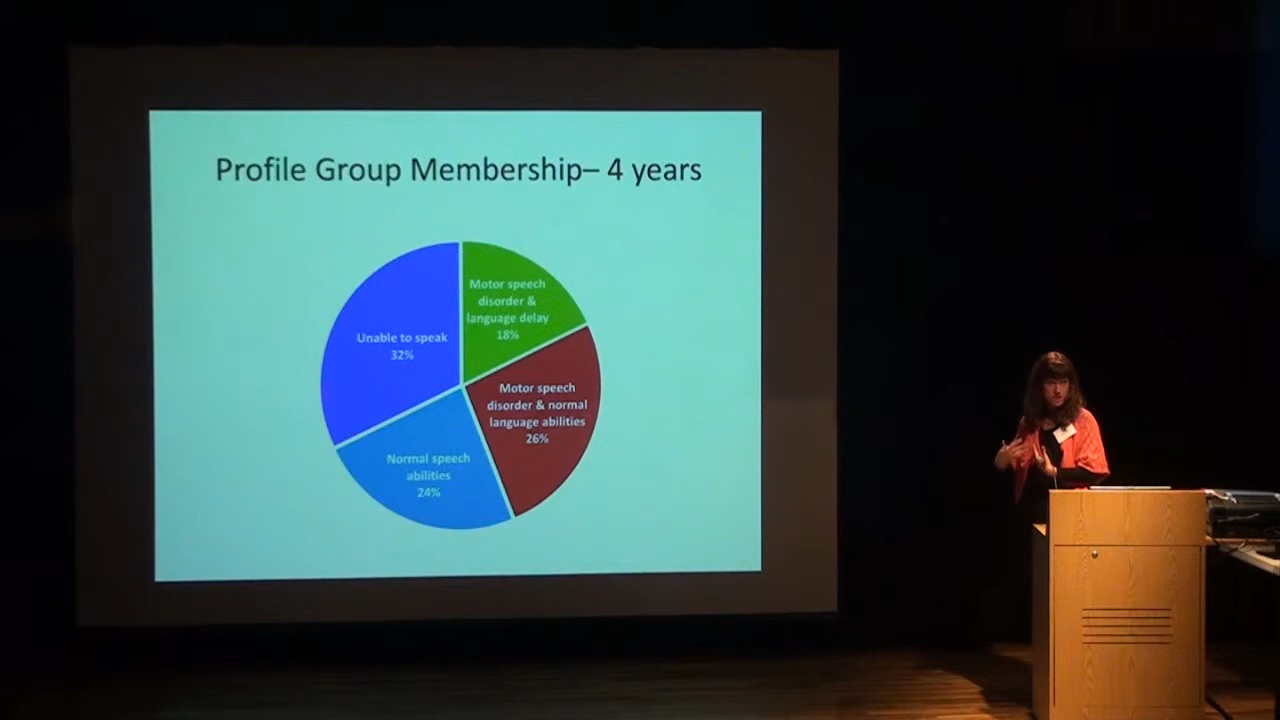 Profile Group Membership– 4 years
Motor speech
disorder &
language delay
18%
Unable to speak
32%
Motor speech
disorder & normal
language abilities
26%
Normal speech
abilities
24%